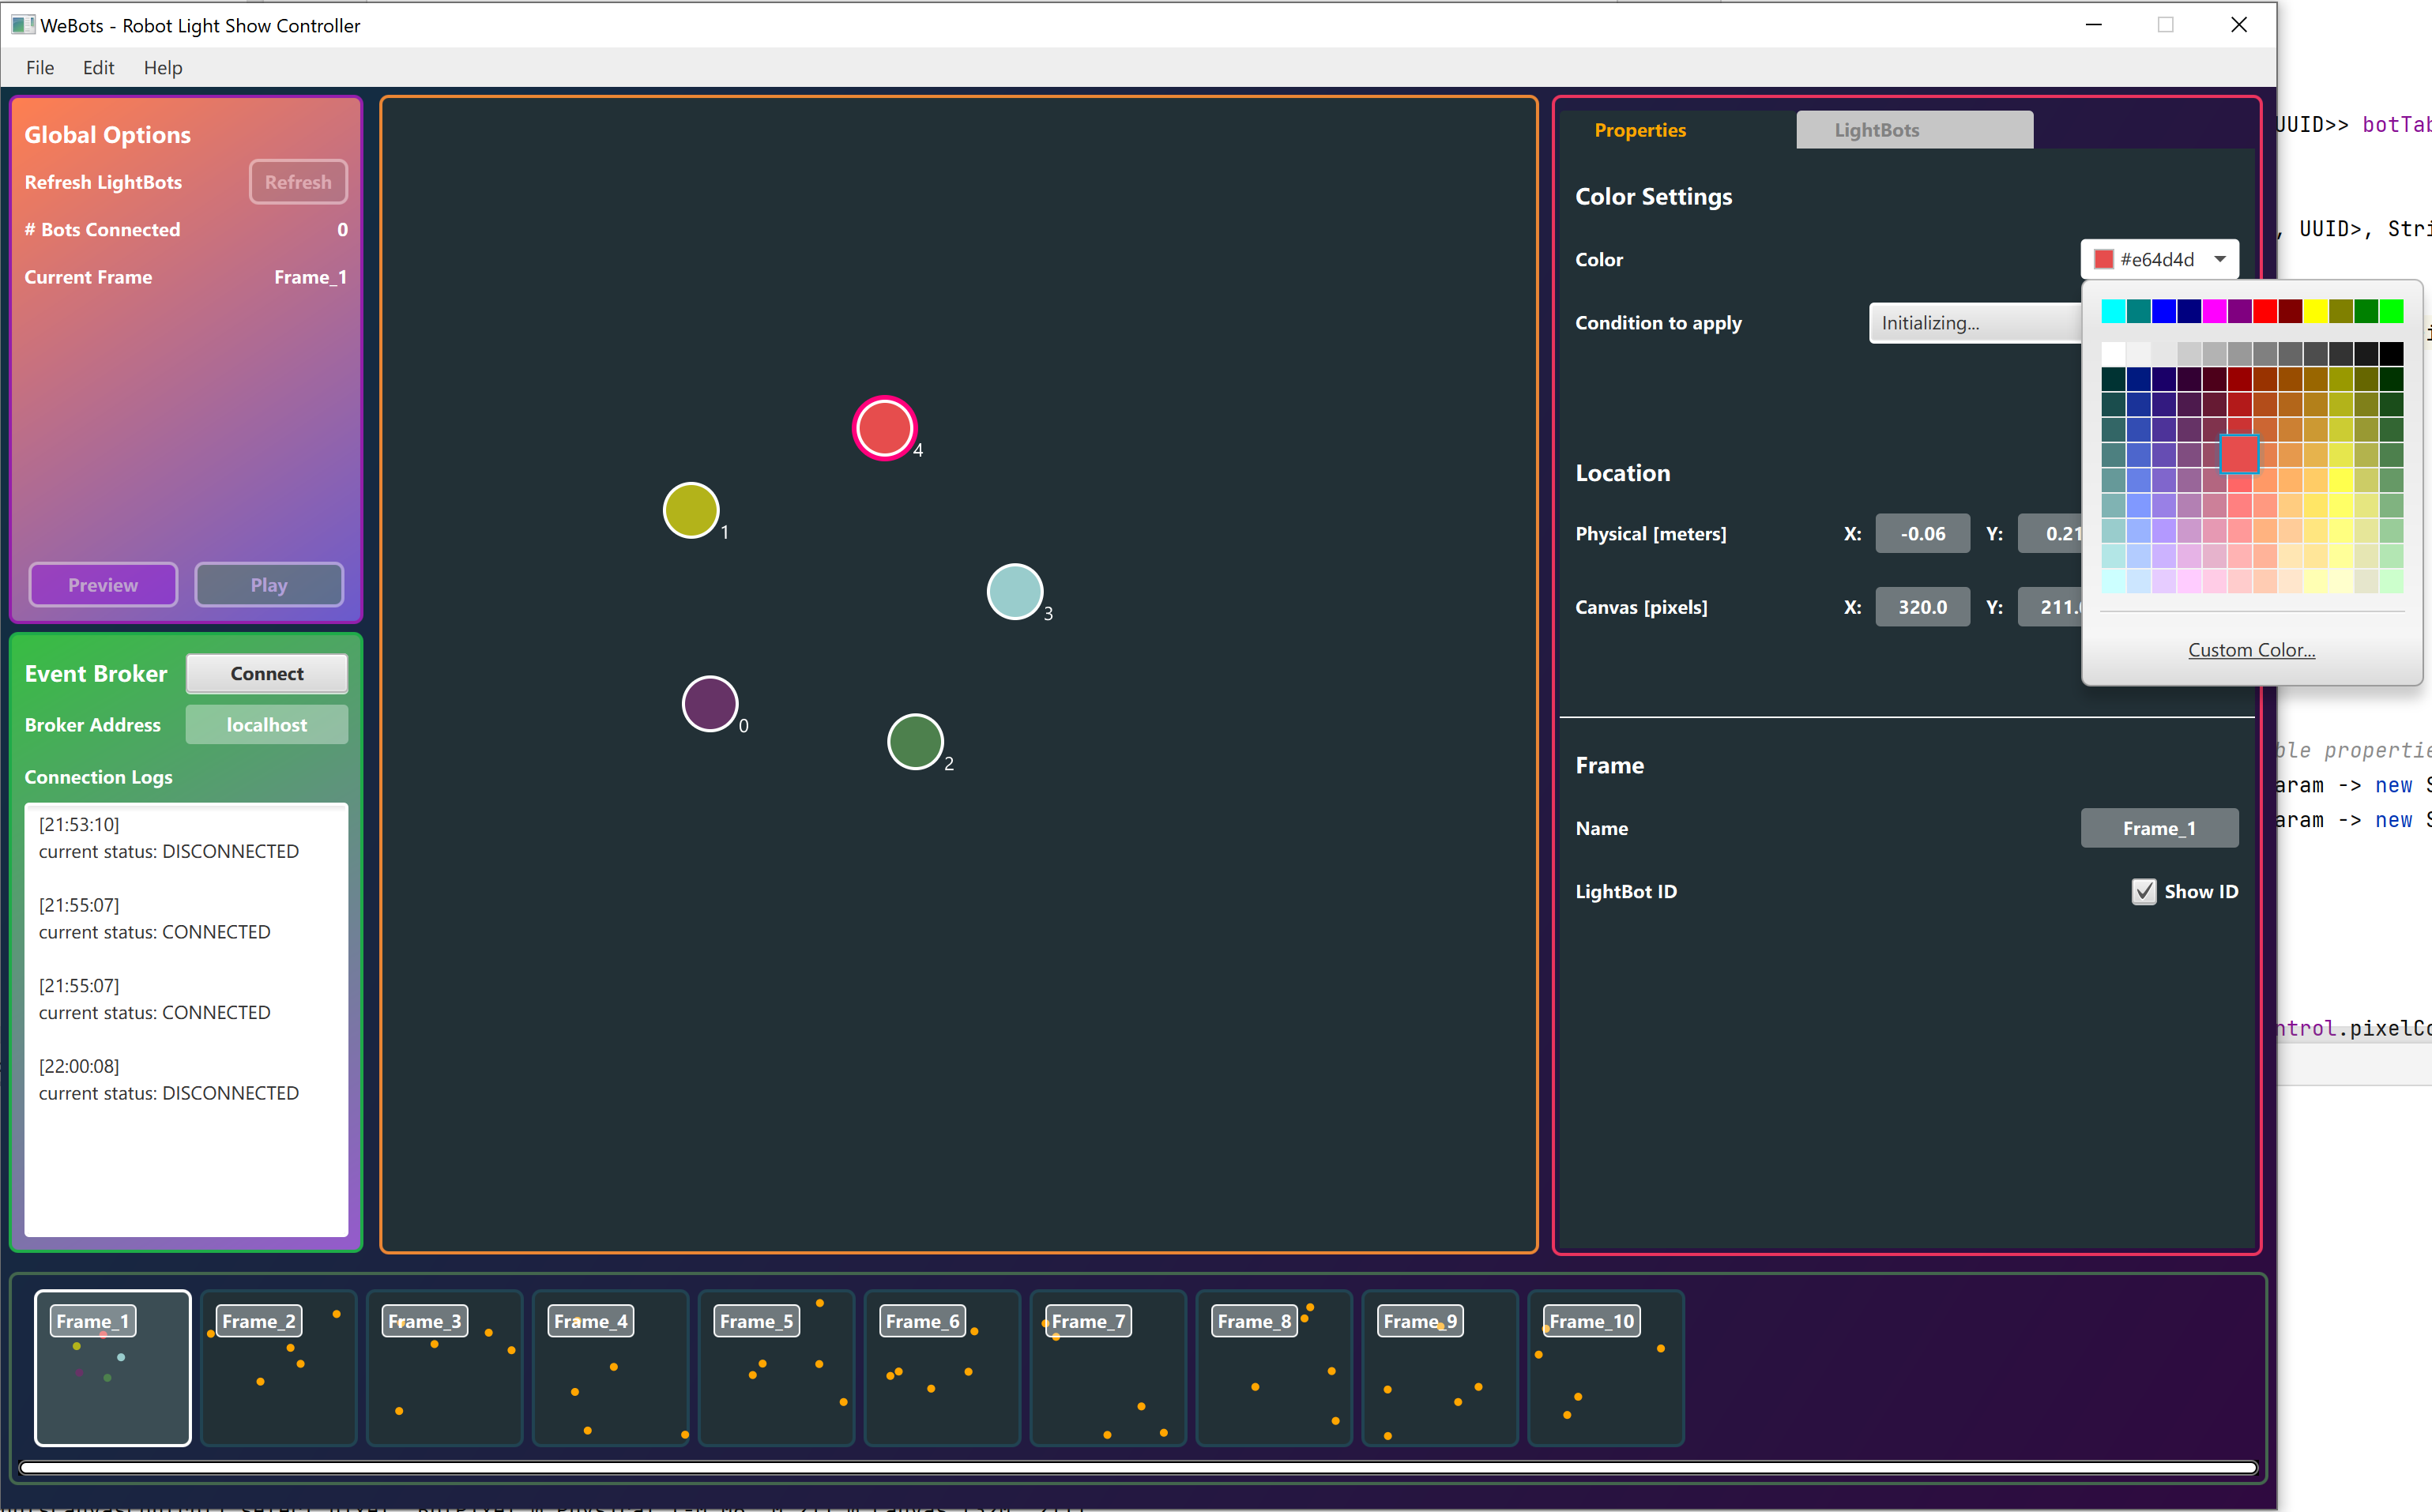 WeBots - Robot Light Show Controller
File Edit Help
Global Options
Refresh LightBots Refresh
# Bots Connected 0
Current Frame Frame_1
Preview Play
Event Broker Connect
Broker Address localhost
Connection Logs
[21:53:10]
current status: DISCONNECTED
[21:55:07]
current status: CONNECTED
[21:55:07]
current status: CONNECTED
[22:00:08]
current status: DISCONNECTED
4
1
3
0
2
Properties LightBots
Color Settings
Color #e64d4d
Condition to apply Initializing...
Location
Physical [meters] X: -0.06 Y: 0.21
Canvas [pixels] X: 320.0 Y: 211.
Custom Color...
Frame
Name Frame_1
LightBot ID Show ID
UUID>> botTab
, UUID>, Stri
ble propertie
aram -> new S
aram -> new S
ntrol.pixelCo
Frame_1 Frame_2 Frame_3 Frame_4 Frame_5 Frame_6 Frame_7 Frame_8 Frame_9 Frame_10